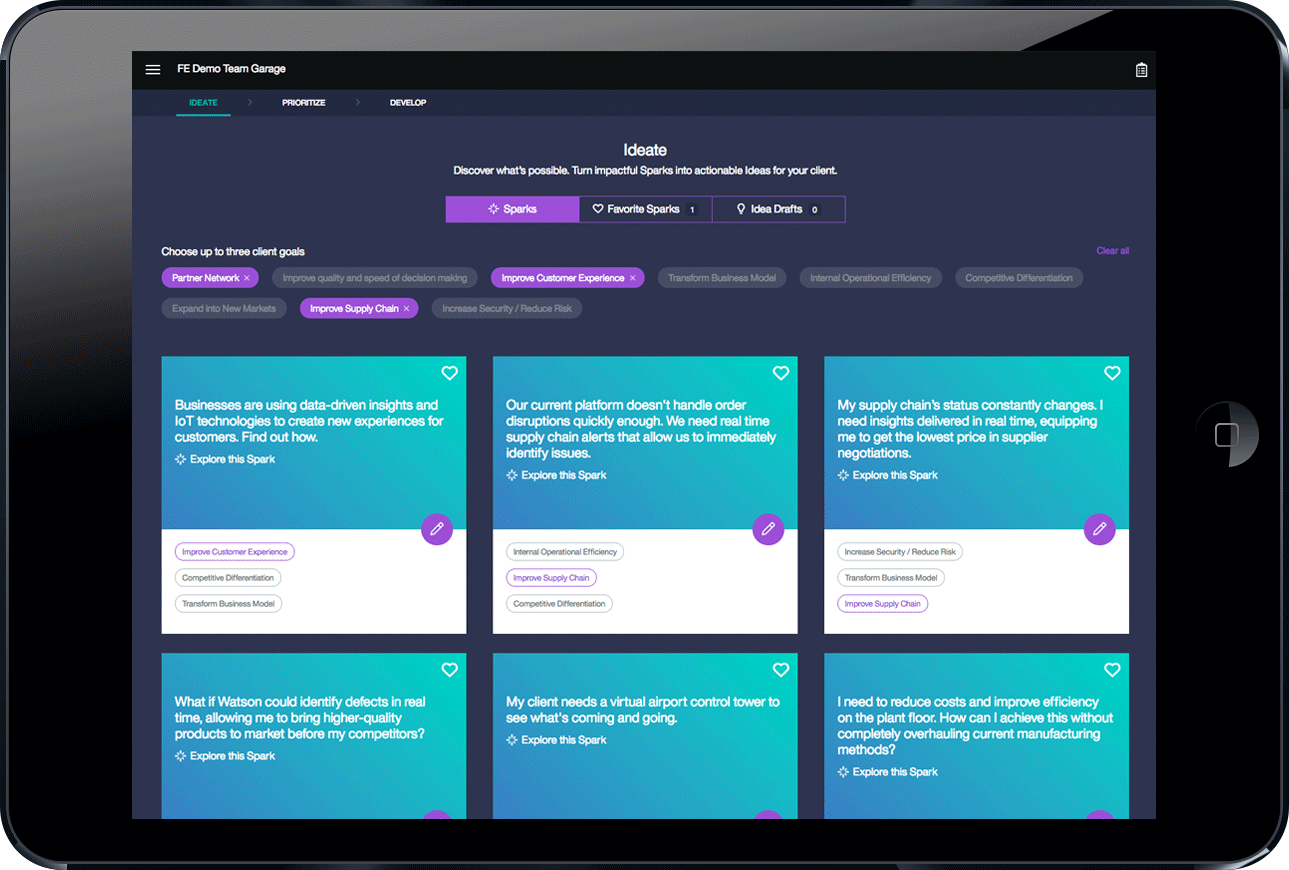 FE Demo Team Garage
IDEATE
PRIORITIZE
DEVELOP
Ideate
Discover what's possible. Turn impactful Sparks into actionable Ideas for your client.
Sparks
Favorite Sparks 1
Idea Drafts 0
Choose up to three client goals
Clear all
Partner Network ×
Improve quality and speed of decision making
Improve Customer Experience ×
Transform Business Model
Internal Operational Efficiency
Competitive Differentiation
Expand into New Markets
Improve Supply Chain ×
Increase Security / Reduce Risk
Businesses are using data-driven insights and
IoT technologies to create new experiences for
customers. Find out how.
Explore this Spark
Improve Customer Experience
Competitive Differentiation
Transform Business Model
Our current platform doesn't handle order
disruptions quickly enough. We need real time
supply chain alerts that allow us to immediately
identify issues.
Explore this Spark
Internal Operational Efficiency
Improve Supply Chain
Competitive Differentiation
My supply chain's status constantly changes. I
need insights delivered in real time, equipping
me to get the lowest price in supplier
negotiations.
Explore this Spark
Increase Security / Reduce Risk
Transform Business Model
Improve Supply Chain
What if Watson could identify defects in real
time, allowing me to bring higher-quality
products to market before my competitors?
Explore this Spark
My client needs a virtual airport control tower to
see what's coming and going.
Explore this Spark
I need to reduce costs and improve efficiency
on the plant floor. How can I achieve this without
completely overhauling current manufacturing
methods?
Explore this Spark